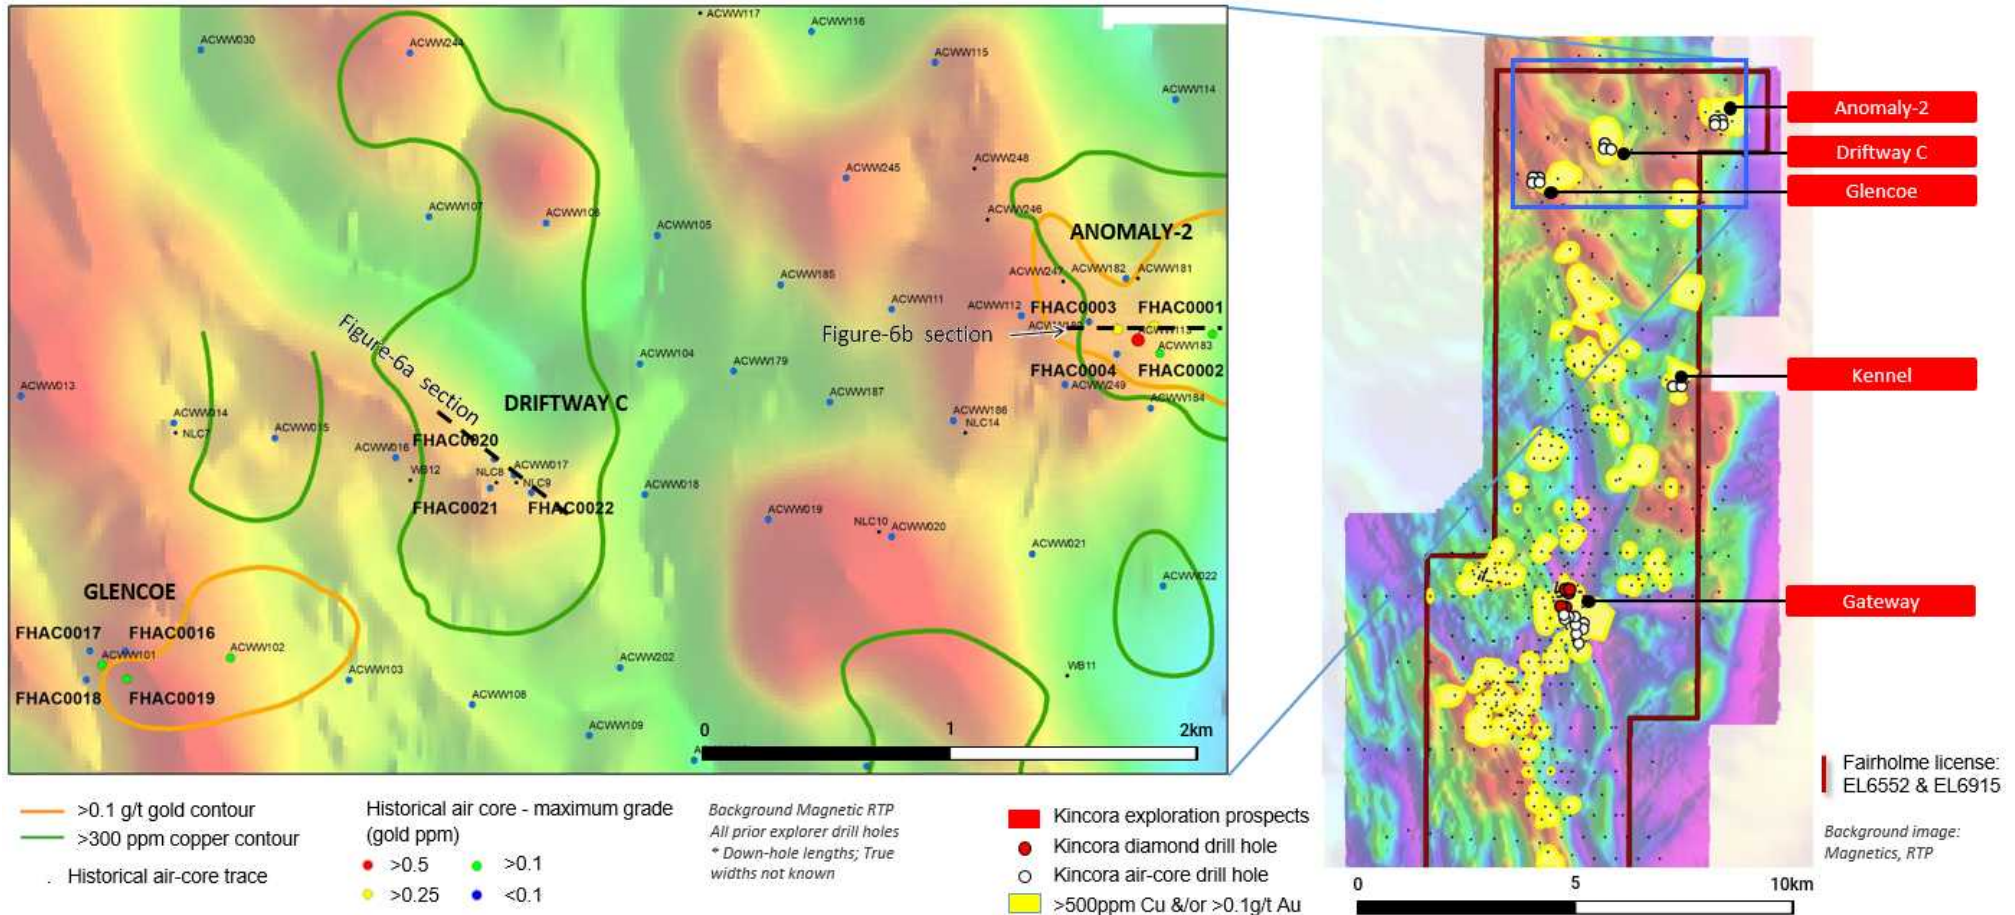 ACWW117
ACWW116
ACWW030
ACWW244
ACWW115
ACWW114
ACWW248
ACWW245
ACWW107
ACWW106
ACWW246
ACWW105
ANOMALY-2
ACWW247
ACWW182
ACWW181
ACWW185
ACWW111
ACWW112
FHAC0003
FHAC0001
Figure-6b section
ACWW113
ACWW183
Figure-6a section
ACWW104
ACWW179
FHAC0004
FHAC0002
ACWW249
ACWW013
ACWW187
ACWW184
DRIFTWAY C
ACWW014
NLC7
ACWW015
ACWW186
NLC14
FHAC0020
ACWW016
WB12
NLC8
ACWW017
NLC9
ACWW018
FHAC0021
FHAC0022
ACWW019
NLC10
ACWW020
ACWW021
ACWW022
GLENCOE
FHAC0017
FHAC0016
ACWW101
ACWW102
ACWW103
FHAC0018
FHAC0019
ACWW202
WB11
ACWW108
ACWW109
0
1
2km
>0.1 g/t gold contour
>300 ppm copper contour
Historical air-core trace
Historical air core - maximum grade
(gold ppm)
>0.5
>0.1
>0.25
<0.1
Background Magnetic RTP
All prior explorer drill holes
* Down-hole lengths; True
widths not known
Kincora exploration prospects
Kincora diamond drill hole
Kincora air-core drill hole
>500ppm Cu &/or >0.1g/t Au
Anomaly-2
Driftway C
Glencoe
Kennel
Gateway
Fairholme license:
EL6552 & EL6915
Background image:
Magnetics, RTP
0
5
10km